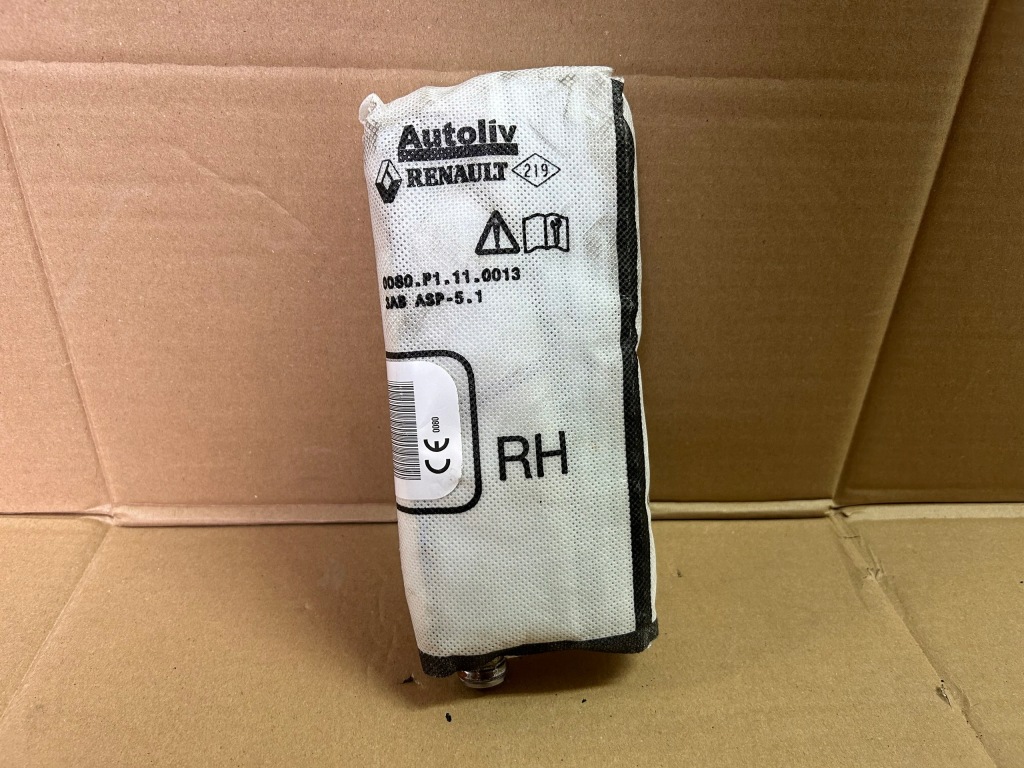 Autoliv
RENAULT 219
0080.P1.11.0013
SAB ASP-5.1
CE 0080
RH